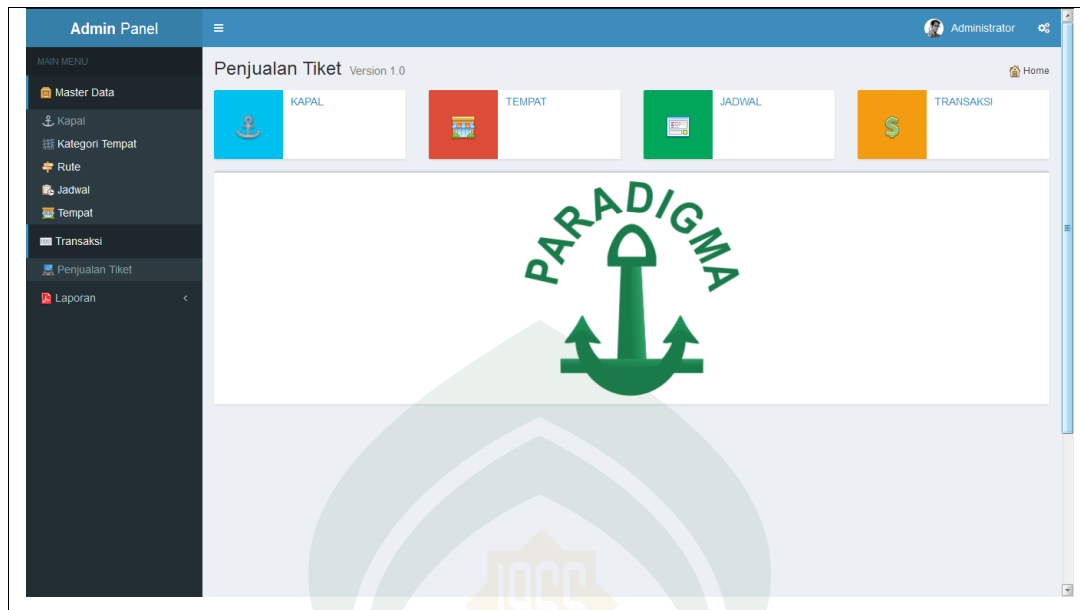 Admin Panel
Administrator
MAIN MENU
Master Data
Kapal
Kategori Tempat
Rute
Jadwal
Tempat
Transaksi
Penjualan Tiket
Laporan
Penjualan Tiket Version 1.0
Home
KAPAL
TEMPAT
JADWAL
TRANSAKSI
PARADIGMA